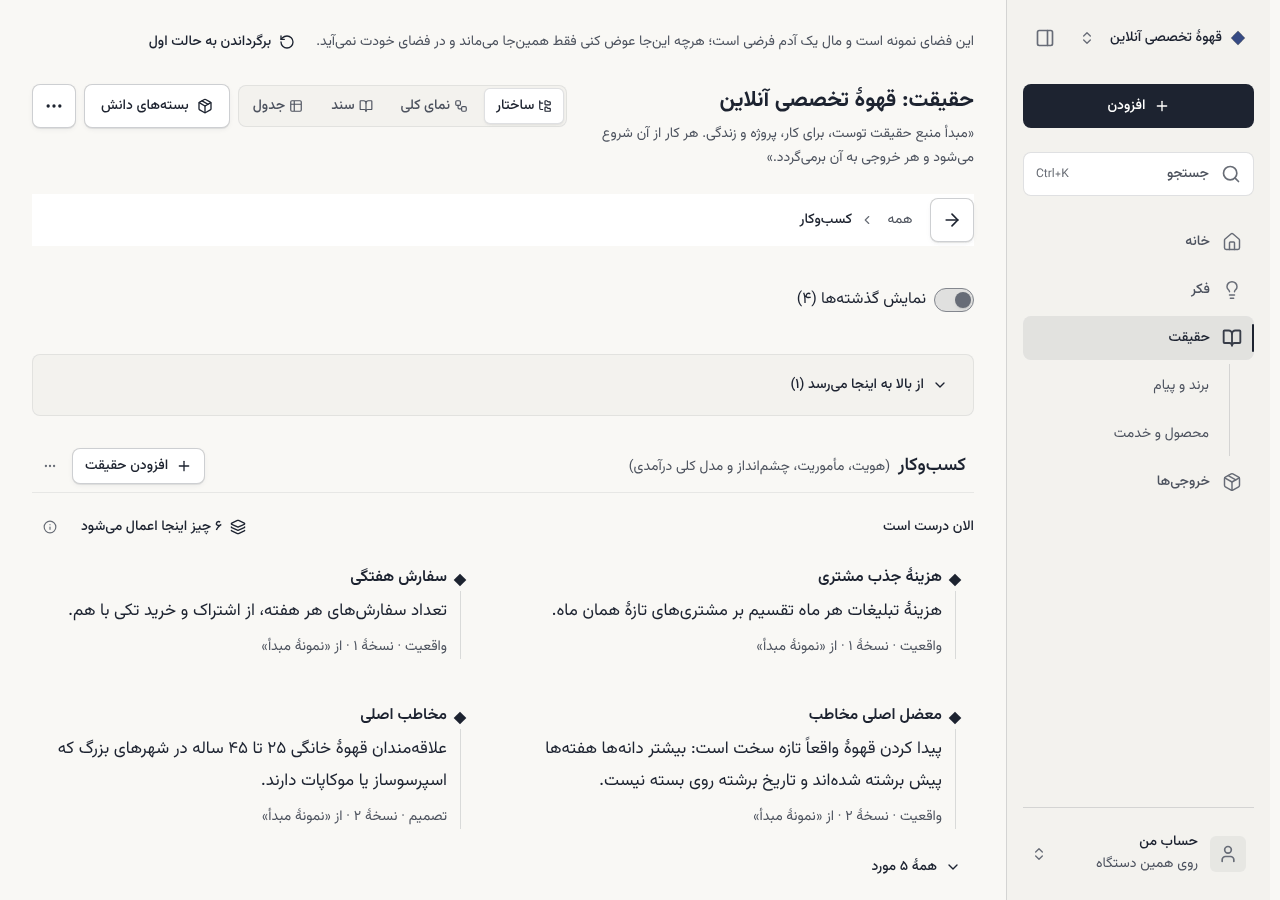 قهوهٔ تخصصی آنلاین
افزودن
جستجو
Ctrl+K
خانه
فکر
حقیقت
برند و پیام
محصول و خدمت
خروجی‌ها
حساب من
روی همین دستگاه
این فضای نمونه است و مال یک آدم فرضی است؛ هرچه این‌جا عوض کنی فقط همین‌جا می‌ماند و در فضای خودت نمی‌آید.
برگرداندن به حالت اول
حقیقت: قهوهٔ تخصصی آنلاین
«مبدأ منبع حقیقت توست، برای کار، پروژه و زندگی. هر کار از آن شروع
می‌شود و هر خروجی به آن برمی‌گردد.»
ساختار
نمای کلی
سند
جدول
بسته‌های دانش
همه
کسب‌وکار
نمایش گذشته‌ها (۴)
از بالا به اینجا می‌رسد (۱)
کسب‌وکار (هویت، مأموریت، چشم‌انداز و مدل کلی درآمدی)
افزودن حقیقت
الان درست است
۶ چیز اینجا اعمال می‌شود
هزینهٔ جذب مشتری
هزینهٔ تبلیغات هر ماه تقسیم بر مشتری‌های تازهٔ همان ماه.
واقعیت · نسخهٔ ۱ · از «نمونهٔ مبدأ»
سفارش هفتگی
تعداد سفارش‌های هر هفته، از اشتراک و خرید تکی با هم.
واقعیت · نسخهٔ ۱ · از «نمونهٔ مبدأ»
معضل اصلی مخاطب
پیدا کردن قهوهٔ واقعاً تازه سخت است: بیشتر دانه‌ها هفته‌ها
پیش برشته شده‌اند و تاریخ برشته روی بسته نیست.
واقعیت · نسخهٔ ۲ · از «نمونهٔ مبدأ»
مخاطب اصلی
علاقه‌مندان قهوهٔ خانگی ۲۵ تا ۴۵ ساله در شهرهای بزرگ که
اسپرسوساز یا موکاپات دارند.
تصمیم · نسخهٔ ۲ · از «نمونهٔ مبدأ»
همهٔ ۵ مورد